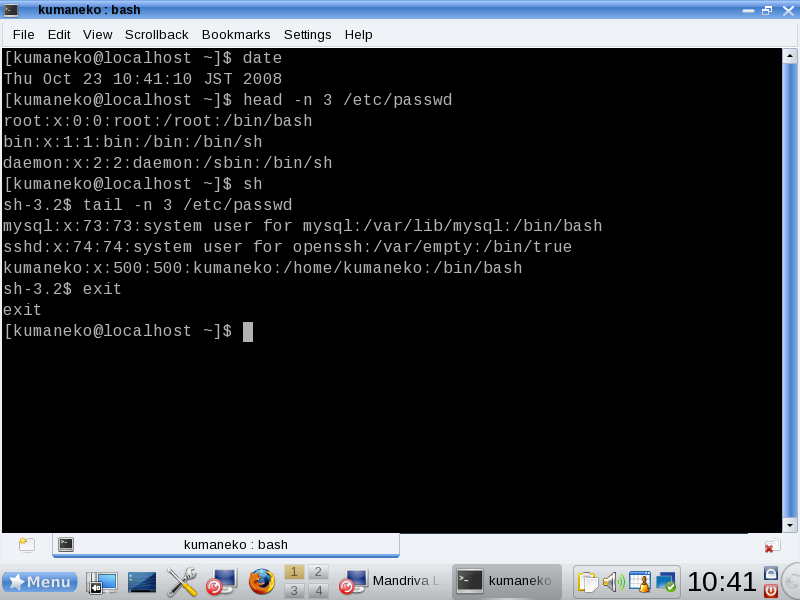 kumaneko : bash
File Edit View Scrollback Bookmarks Settings Help
[kumaneko@localhost ~]$ date
Thu Oct 23 10:41:10 JST 2008
[kumaneko@localhost ~]$ head -n 3 /etc/passwd
root:x:0:0:root:/root:/bin/bash
bin:x:1:1:bin:/bin:/bin/sh
daemon:x:2:2:daemon:/sbin:/bin/sh
[kumaneko@localhost ~]$ sh
sh-3.2$ tail -n 3 /etc/passwd
mysql:x:73:73:system user for mysql:/var/lib/mysql:/bin/bash
sshd:x:74:74:system user for openssh:/var/empty:/bin/true
kumaneko:x:500:500:kumaneko:/home/kumaneko:/bin/bash
sh-3.2$ exit
exit
[kumaneko@localhost ~]$
kumaneko : bash
Menu 1 2 Mandriva L kumaneko 10:41
3 4